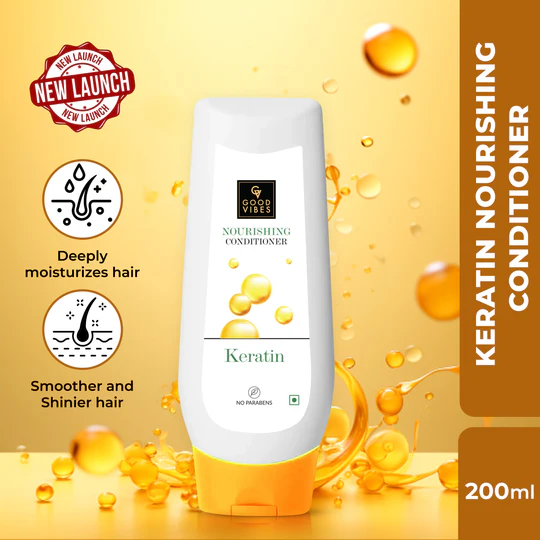 NEW LAUNCH
NEW LAUNCH
NEW LAUNCH
Deeply
moisturizes hair
Smoother and
Shinier hair
GV
GOOD
VIBES
NOURISHING
CONDITIONER
Keratin
NO PARABENS
KERATIN NOURISHING
CONDITIONER
200ml